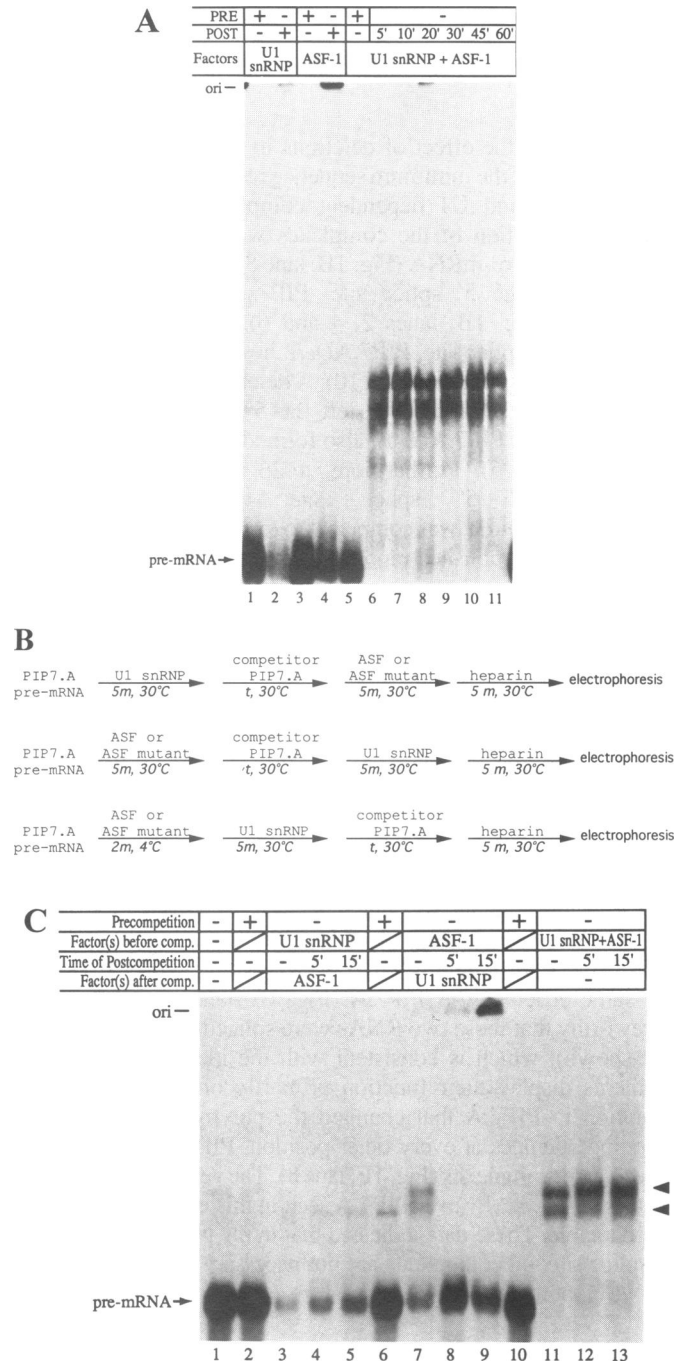 A
PRE + - + - + -
POST - + - + - 5' 10' 20' 30' 45' 60'
Factors U1 snRNP ASF-1 U1 snRNP + ASF-1
ori
pre-mRNA
1 2 3 4 5 6 7 8 9 10 11
B
PIP7.A pre-mRNA U1 snRNP 5m, 30°C competitor PIP7.A t, 30°C ASF or ASF mutant 5m, 30°C heparin 5 m, 30°C electrophoresis
PIP7.A pre-mRNA ASF or ASF mutant 5m, 30°C competitor PIP7.A t, 30°C U1 snRNP 5m, 30°C heparin 5 m, 30°C electrophoresis
PIP7.A pre-mRNA ASF or ASF mutant 2m, 4°C U1 snRNP 5m, 30°C competitor PIP7.A t, 30°C heparin 5 m, 30°C electrophoresis
C
Precompetition - + - + - + -
Factor(s) before comp. - U1 snRNP ASF-1 U1 snRNP+ASF-1
Time of Postcompetition - 5' 15' - 5' 15' - 5' 15'
Factor(s) after comp. - ASF-1 U1 snRNP -
ori
pre-mRNA
1 2 3 4 5 6 7 8 9 10 11 12 13